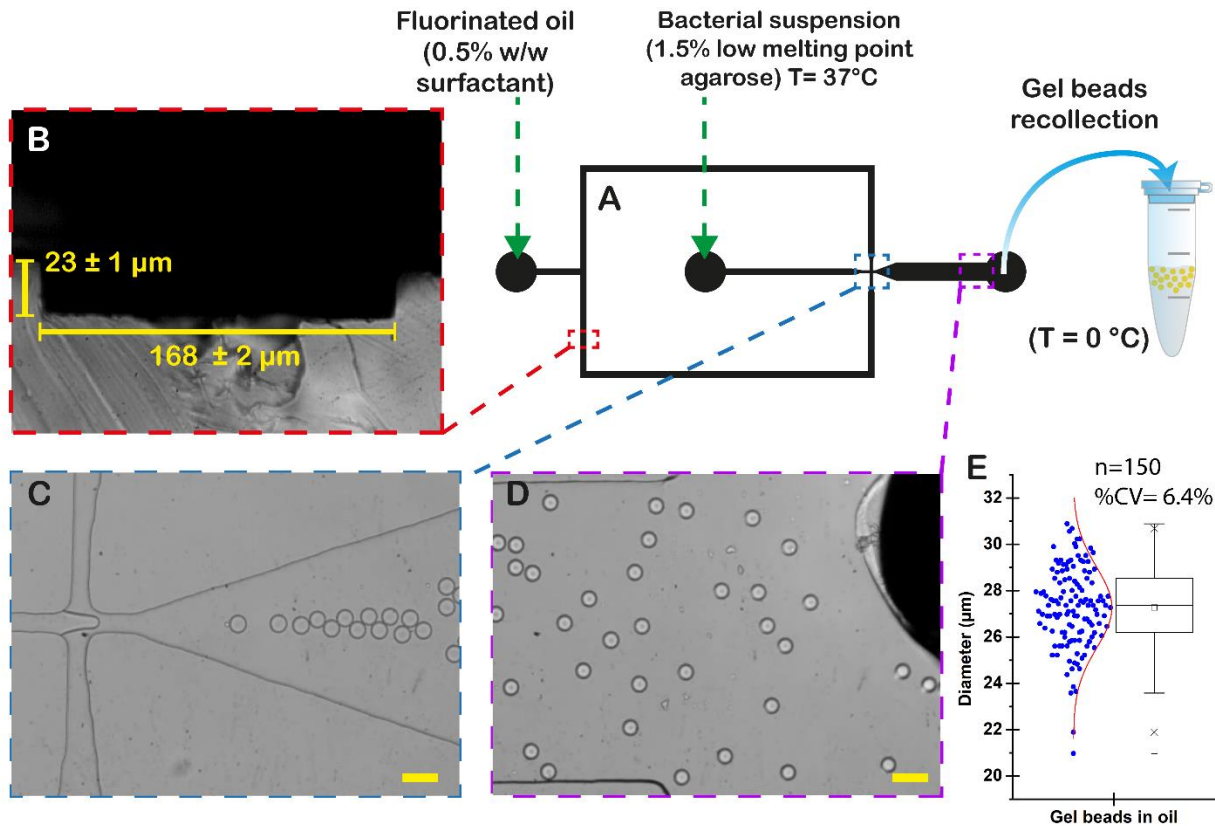 Fluorinated oil
(0.5% w/w
surfactant)
Bacterial suspension
(1.5% low melting point
agarose) T= 37°C
Gel beads
recollection
B
23 ± 1 µm
168 ± 2 µm
A
(T = 0 °C)
C
D
E
n=150
%CV= 6.4%
Diameter (µm)
32
30
28
26
24
22
20
Gel beads in oil